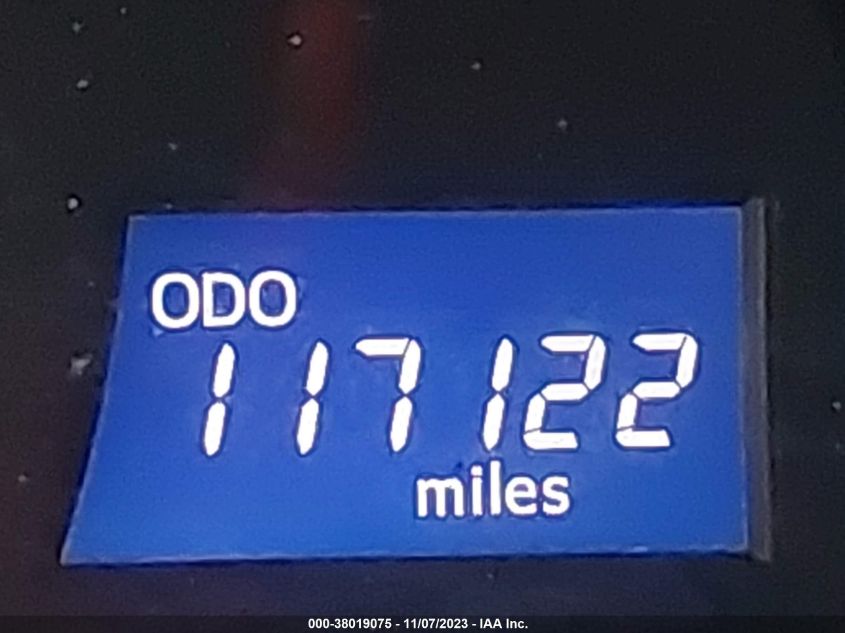 ODO
117122
miles
000-38019075 - 11/07/2023 - IAA Inc.